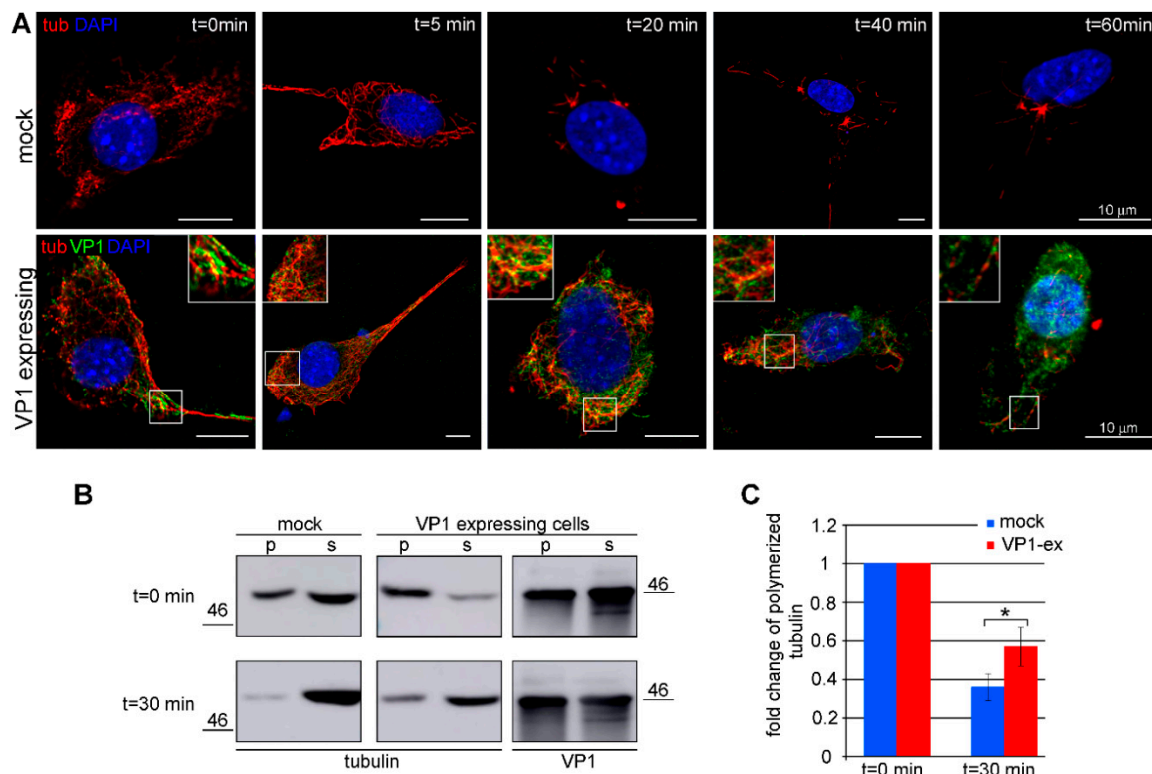 A
tub DAPI t=0min
t=5 min
t=20 min
t=40 min
t=60min
mock
10 µm
tub VP1 DAPI
VP1 expressing
10 µm
B
mock VP1 expressing cells
p s p s p s
t=0 min
46
46
t=30 min
46
46
tubulin VP1
C
mock
VP1-ex
fold change of polymerized
tubulin
1.2
1
0.8
0.6
0.4
0.2
0
*
t=0 min t=30 min